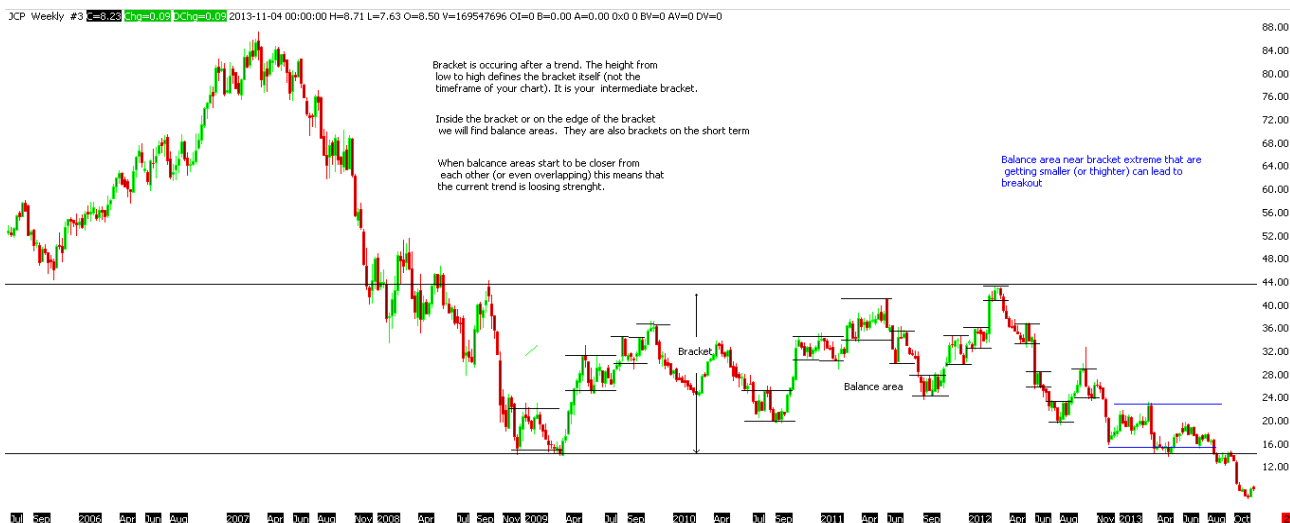 JCP Weekly #3 C=8.23 Chg=0.09 DChg=0.09 2013-11-04 00:00:00 H=8.71 L=7.63 O=8.50 V=169547696 OI=0 B=0.00 A=0.00 0x0 0 BV=0 AV=0 DV=0
88.00
84.00
80.00
76.00
72.00
68.00
64.00
60.00
56.00
52.00
48.00
44.00
40.00
36.00
32.00
28.00
24.00
20.00
16.00
12.00
Bracket is occuring after a trend. The height from
low to high defines the bracket itself (not the
timeframe of your chart). It is your intermediate bracket.
Inside the bracket or on the edge of the bracket
we will find balance areas. They are also brackets on the short term
When balcance areas start to be closer from
each other (or even overlapping) this means that
the current trend is loosing strenght.
Balance area near bracket extreme that are
getting smaller (or thighter) can lead to
breakout
Bracket
Balance area
Jul Sep 2006 Apr Jun Aug 2007 Apr Jun Aug Nov 2008 Apr Jul Sep Nov 2009 Apr Jul Sep 2010 Apr Jul Sep 2011 Apr Jul Sep 2012 Apr Jun Aug Nov 2013 Apr Jun Aug Oct 2